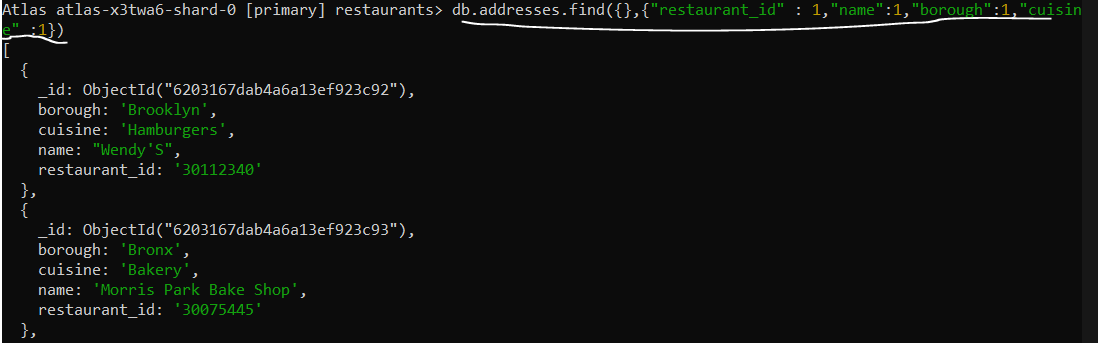 Atlas atlas-x3twa6-shard-0 [primary] restaurants> db.addresses.find({},{"restaurant_id" : 1,"name":1,"borough":1,"cuisin
e" :1})
[
  {
    _id: ObjectId("6203167dab4a6a13ef923c92"),
    borough: 'Brooklyn',
    cuisine: 'Hamburgers',
    name: "Wendy'S",
    restaurant_id: '30112340'
  },
  {
    _id: ObjectId("6203167dab4a6a13ef923c93"),
    borough: 'Bronx',
    cuisine: 'Bakery',
    name: 'Morris Park Bake Shop',
    restaurant_id: '30075445'
  },